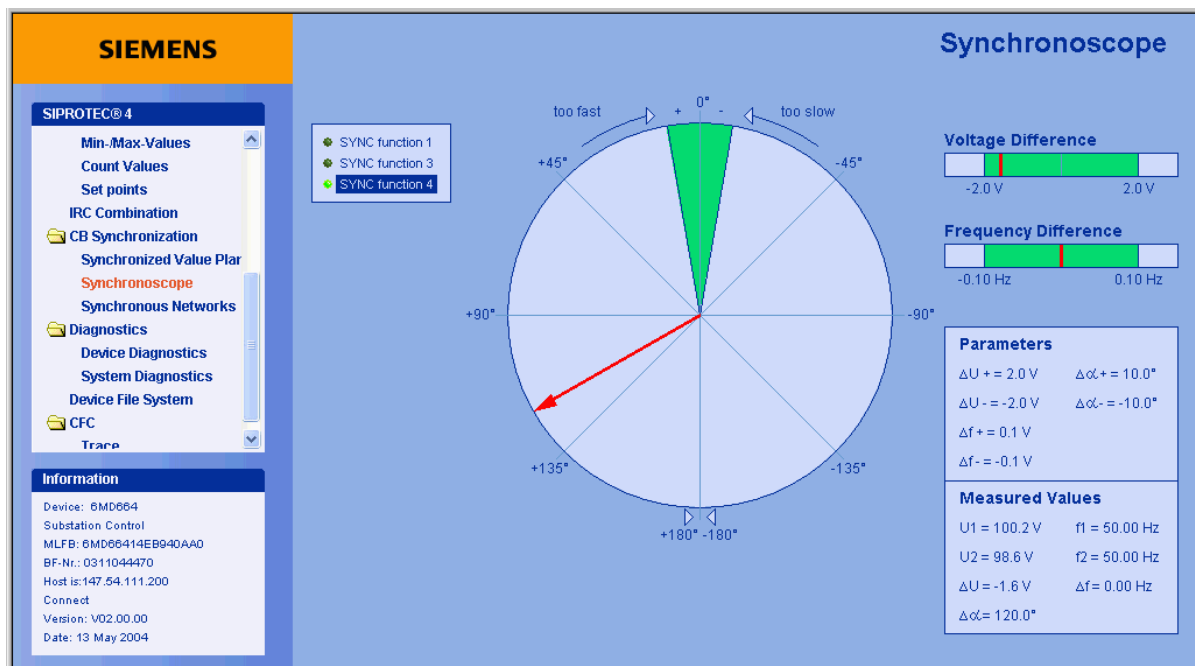 SIEMENS
Synchronoscope
SIPROTEC® 4
Min-/Max-Values
Count Values
Set points
IRC Combination
CB Synchronization
Synchronized Value Plar
Synchronoscope
Synchronous Networks
Diagnostics
Device Diagnostics
System Diagnostics
Device File System
CFC
Trace
Information
Device: 6MD664
Substation Control
MLFB: 6MD66414EB940AA0
BF-Nr.: 0311044470
Host is:147.54.111.200
Connect
Version: V02.00.00
Date: 13 May 2004
SYNC function 1
SYNC function 3
SYNC function 4
too fast + 0° - too slow
+45° -45°
+90° -90°
+135° -135°
+180° -180°
Voltage Difference
-2.0 V 2.0 V
Frequency Difference
-0.10 Hz 0.10 Hz
Parameters
ΔU + = 2.0 V Δα+ = 10.0°
ΔU - = -2.0 V Δα- = -10.0°
Δf + = 0.1 V
Δf - = -0.1 V
Measured Values
U1 = 100.2 V f1 = 50.00 Hz
U2 = 98.6 V f2 = 50.00 Hz
ΔU = -1.6 V Δf = 0.00 Hz
Δα = 120.0°